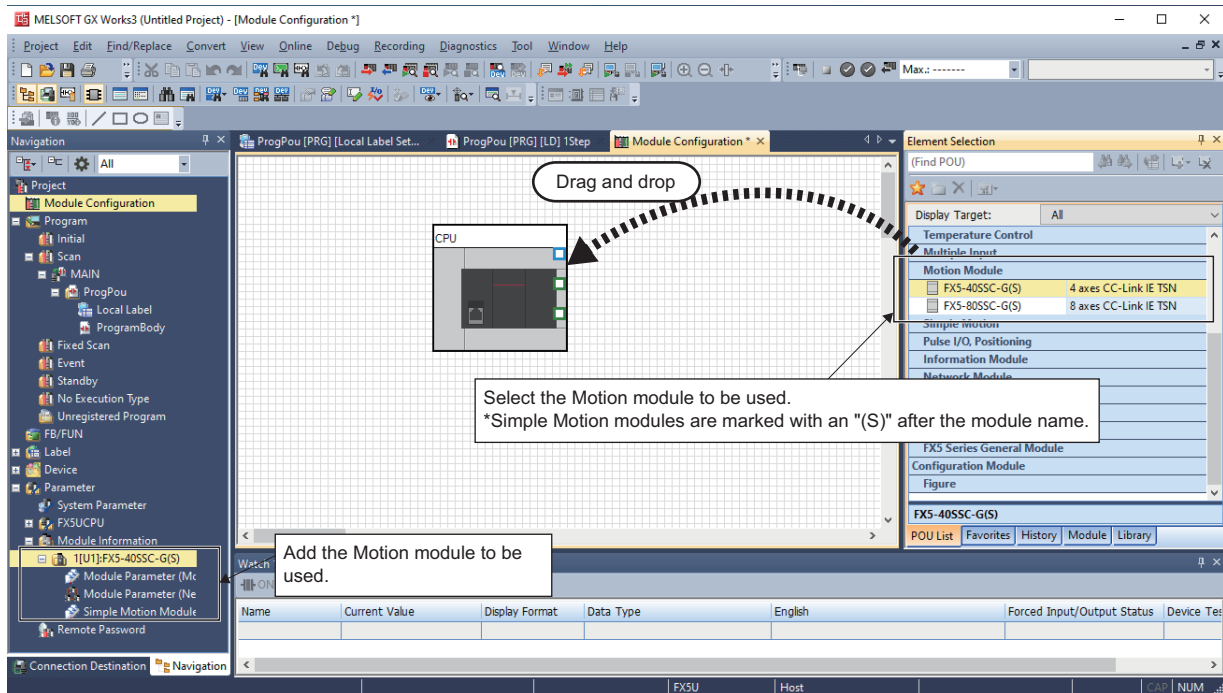 MELSOFT GX Works3 (Untitled Project) - [Module Configuration *]
Project Edit Find/Replace Convert View Online Debug Recording Diagnostics Tool Window Help
Max.: -------
Navigation
ProgPou [PRG] [Local Label Set...
ProgPou [PRG] [LD] 1Step
Module Configuration *
Element Selection
All
(Find POU)
Project
Module Configuration
Program
Initial
Scan
MAIN
ProgPou
Local Label
ProgramBody
Fixed Scan
Event
Standby
No Execution Type
Unregistered Program
FB/FUN
Label
Device
Parameter
System Parameter
FX5UCPU
Module Information
1[U1]:FX5-40SSC-G(S)
Module Parameter (Mc
Module Parameter (Ne
Simple Motion Module
Remote Password
Connection Destination
Navigation
Drag and drop
CPU
Select the Motion module to be used.
*Simple Motion modules are marked with an "(S)" after the module name.
Add the Motion module to be
used.
Display Target: All
Temperature Control
Multiple Input
Motion Module
FX5-40SSC-G(S) 4 axes CC-Link IE TSN
FX5-80SSC-G(S) 8 axes CC-Link IE TSN
Simple Motion
Pulse I/O, Positioning
Information Module
Network Module
FX5 Series General Module
Configuration Module
Figure
FX5-40SSC-G(S)
POU List Favorites History Module Library
Watch
ON
Name Current Value Display Format Data Type English Forced Input/Output Status Device Tes
FX5U Host CAP NUM